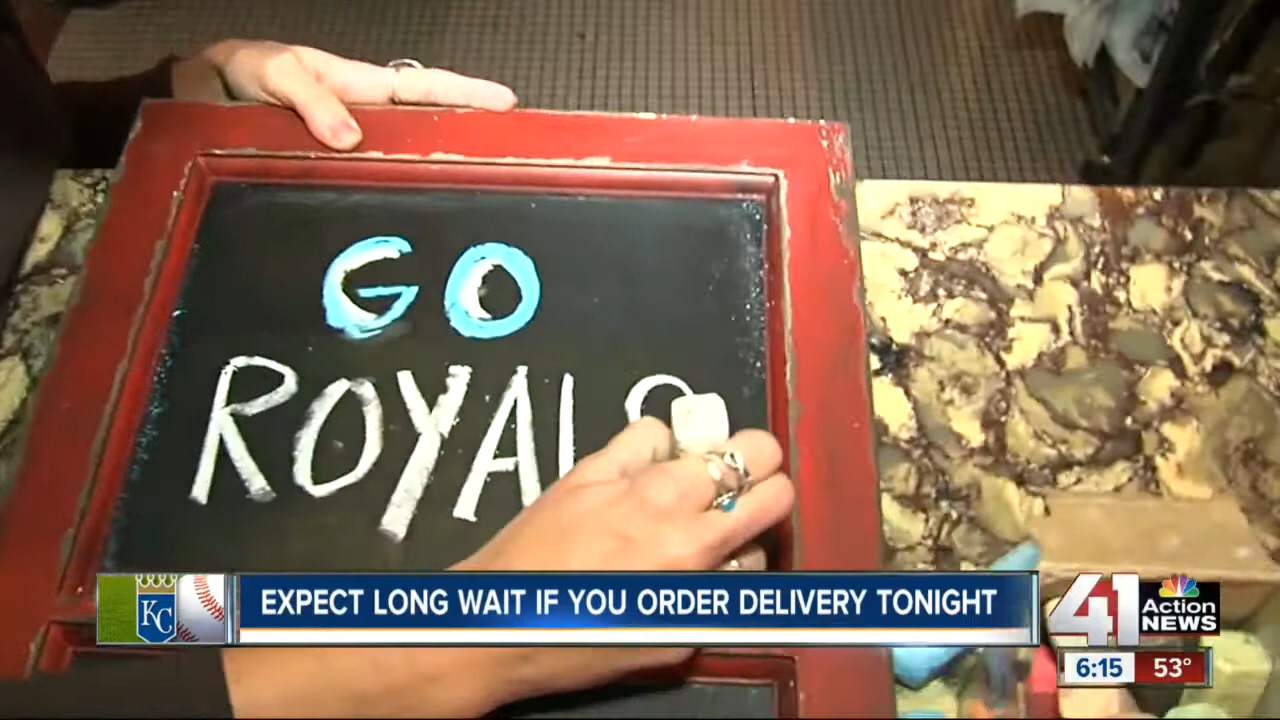 GO
ROYALS
KC
EXPECT LONG WAIT IF YOU ORDER DELIVERY TONIGHT
41 Action NEWS
6:15 53°